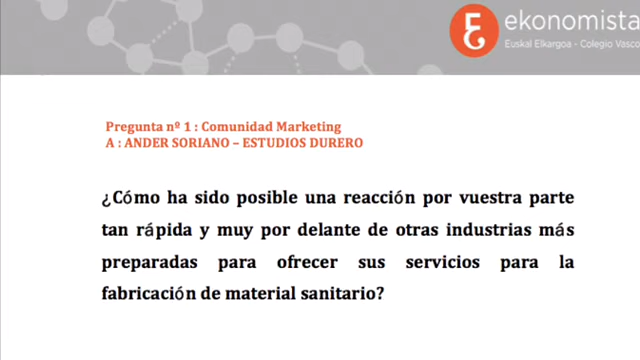 ekonomista
Euskal Elkargoa - Colegio Vasco
Pregunta nº 1 : Comunidad Marketing
A : ANDER SORIANO – ESTUDIOS DURERO
¿Cómo ha sido posible una reacción por vuestra parte
tan rápida y muy por delante de otras industrias más
preparadas para ofrecer sus servicios para la
fabricación de material sanitario?